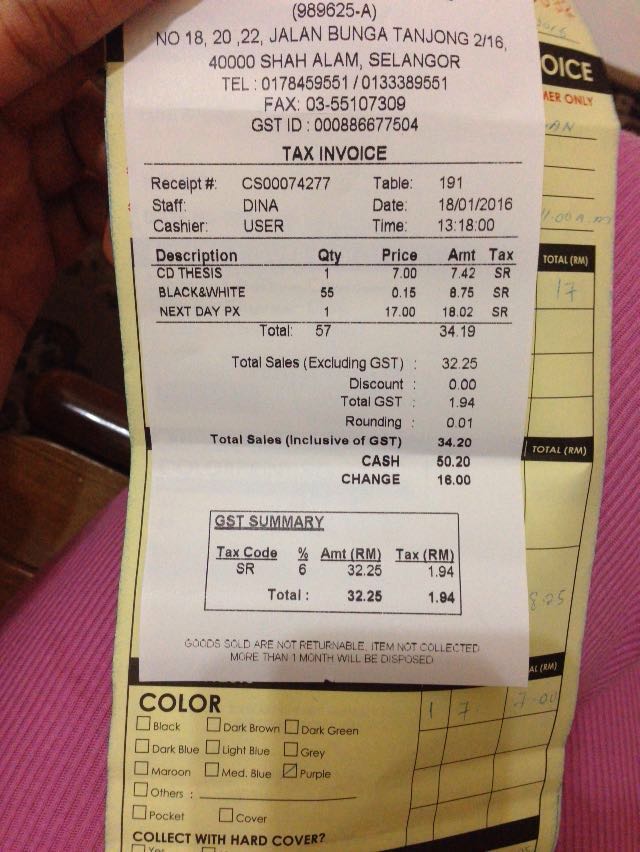 (989625-A)
NO 18, 20 ,22, JALAN BUNGA TANJONG 2/16,
40000 SHAH ALAM, SELANGOR
TEL : 0178459551 / 0133389551
FAX: 03-55107309
GST ID : 000886677504
TAX INVOICE
Receipt #: CS00074277 Table: 191
Staff: DINA Date: 18/01/2016
Cashier: USER Time: 13:18:00
Description Qty Price Amt Tax
CD THESIS 1 7.00 7.42 SR
BLACK&WHITE 55 0.15 8.75 SR
NEXT DAY PX 1 17.00 18.02 SR
Total: 57 34.19
Total Sales (Excluding GST) : 32.25
Discount : 0.00
Total GST : 1.94
Rounding : 0.01
Total Sales (Inclusive of GST) 34.20
CASH 50.20
CHANGE 16.00
GST SUMMARY
Tax Code % Amt (RM) Tax (RM)
SR 6 32.25 1.94
Total : 32.25 1.94
GOODS SOLD ARE NOT RETURNABLE, ITEM NOT COLLECTED
MORE THAN 1 MONTH WILL BE DISPOSED
OICE
MER ONLY
TOTAL (RM)
17
TOTAL (RM)
8.25
AL (RM)
1 7 7.00
COLOR
Black Dark Brown Dark Green
Dark Blue Light Blue Grey
Maroon Med. Blue Purple
Others :
Pocket Cover
COLLECT WITH HARD COVER?
Yes